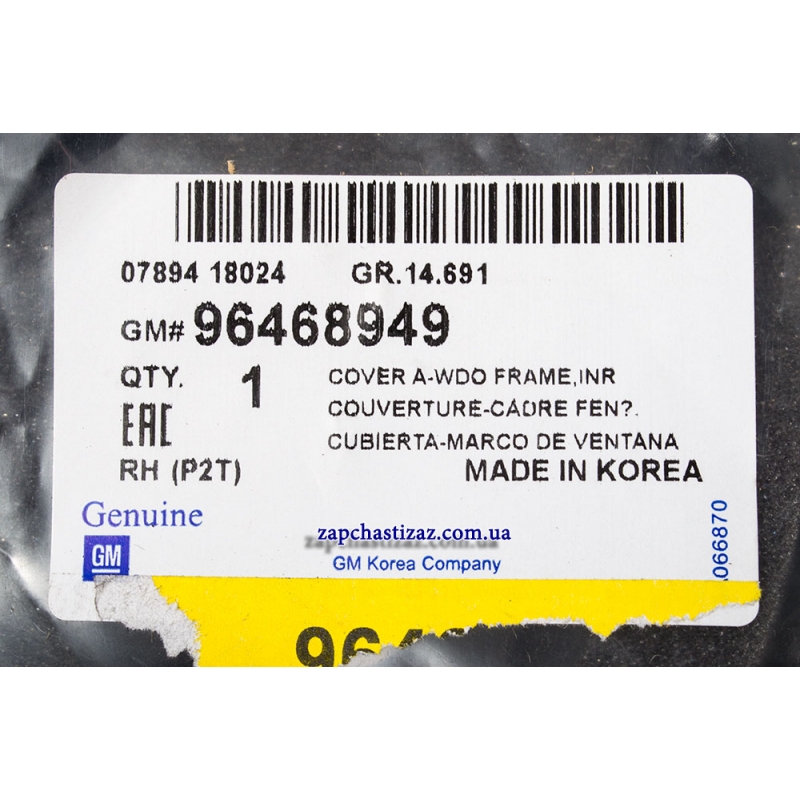 07894 18024 GR.14.691
GM# 96468949
QTY. 1 COVER A-WDO FRAME,INR
EAC COUVERTURE-CADRE FEN?.
CUBIERTA-MARCO DE VENTANA
RH (P2T) MADE IN KOREA
Genuine
GM
zapchastizaz.com.ua
GM Korea Company
066870